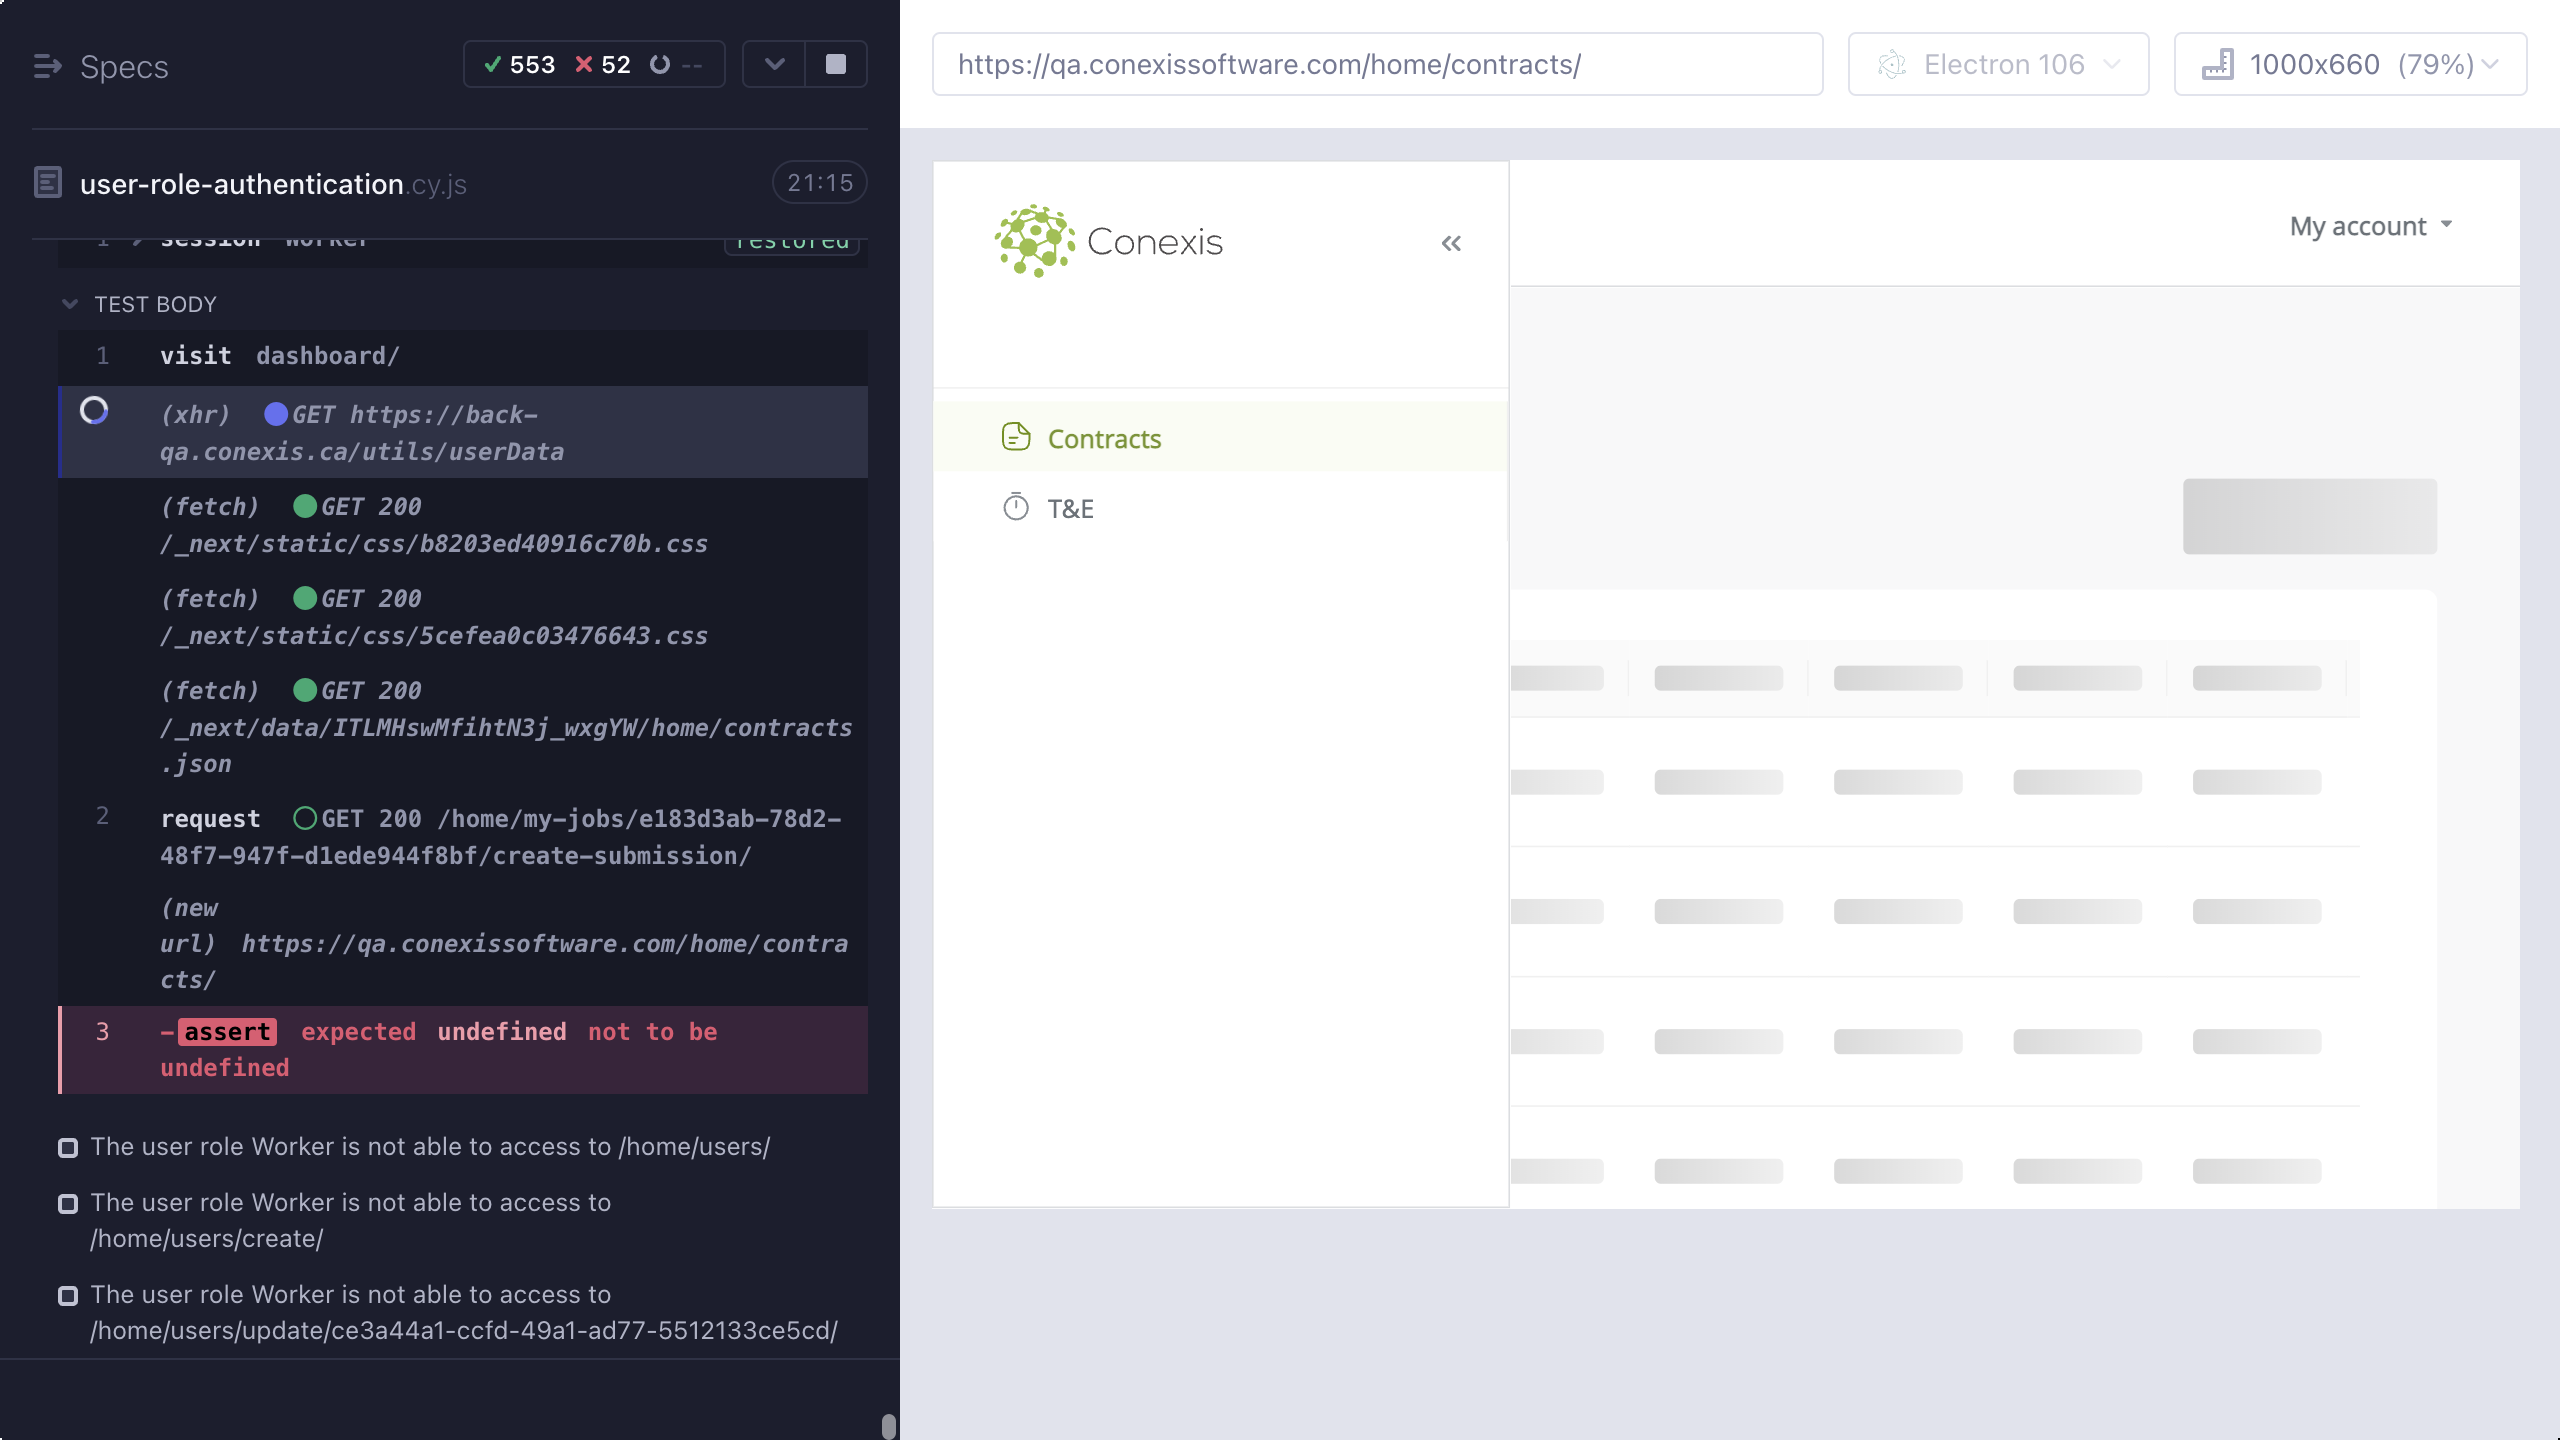 Specs
553
52
--
user-role-authentication.cy.js
21:15
1 session Worker restored
TEST BODY
1 visit dashboard/
(xhr) GET https://back-
qa.conexis.ca/utils/userData
(fetch) GET 200
/_next/static/css/b8203ed40916c70b.css
(fetch) GET 200
/_next/static/css/5cefea0c03476643.css
(fetch) GET 200
/_next/data/ITLMHswMfihtN3j_wxgYW/home/contracts
.json
2 request GET 200 /home/my-jobs/e183d3ab-78d2-
48f7-947f-d1ede944f8bf/create-submission/
(new
url) https://qa.conexissoftware.com/home/contra
cts/
3 -assert expected undefined not to be
undefined
The user role Worker is not able to access to /home/users/
The user role Worker is not able to access to
/home/users/create/
The user role Worker is not able to access to
/home/users/update/ce3a44a1-ccfd-49a1-ad77-5512133ce5cd/
https://qa.conexissoftware.com/home/contracts/
Electron 106
1000x660 (79%)
Conexis
My account
Contracts
T&E